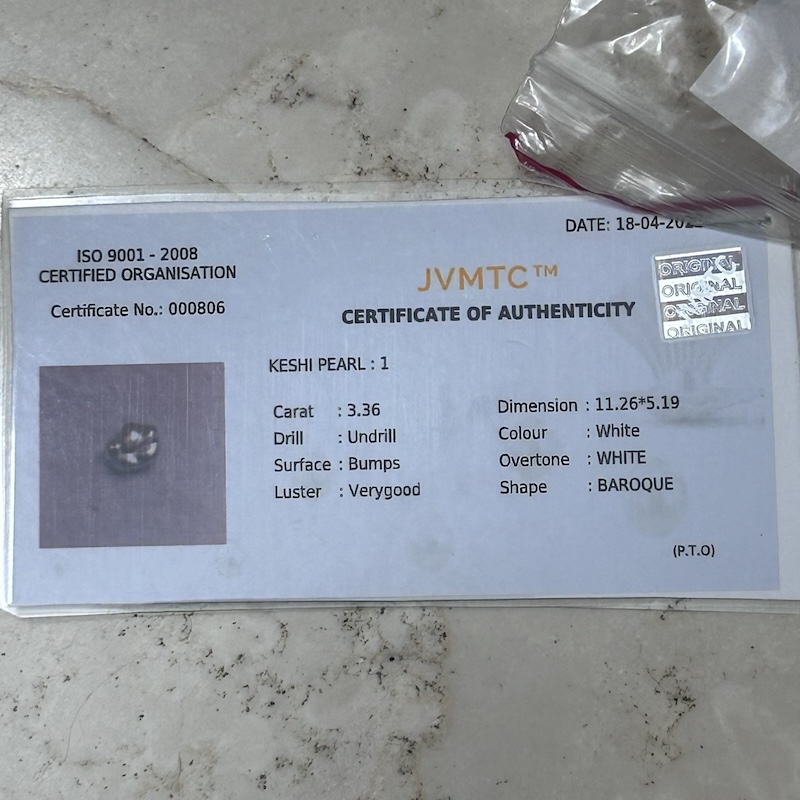 DATE: 18-04-202
ISO 9001 - 2008
CERTIFIED ORGANISATION
Certificate No.: 000806
JVMTC™
CERTIFICATE OF AUTHENTICITY
ORIGINAL
ORIGINAL
ORIGINAL
ORIGINAL
KESHI PEARL : 1
Carat : 3.36
Drill : Undrill
Surface : Bumps
Luster : Verygood
Dimension : 11.26*5.19
Colour : White
Overtone : WHITE
Shape : BAROQUE
(P.T.O)